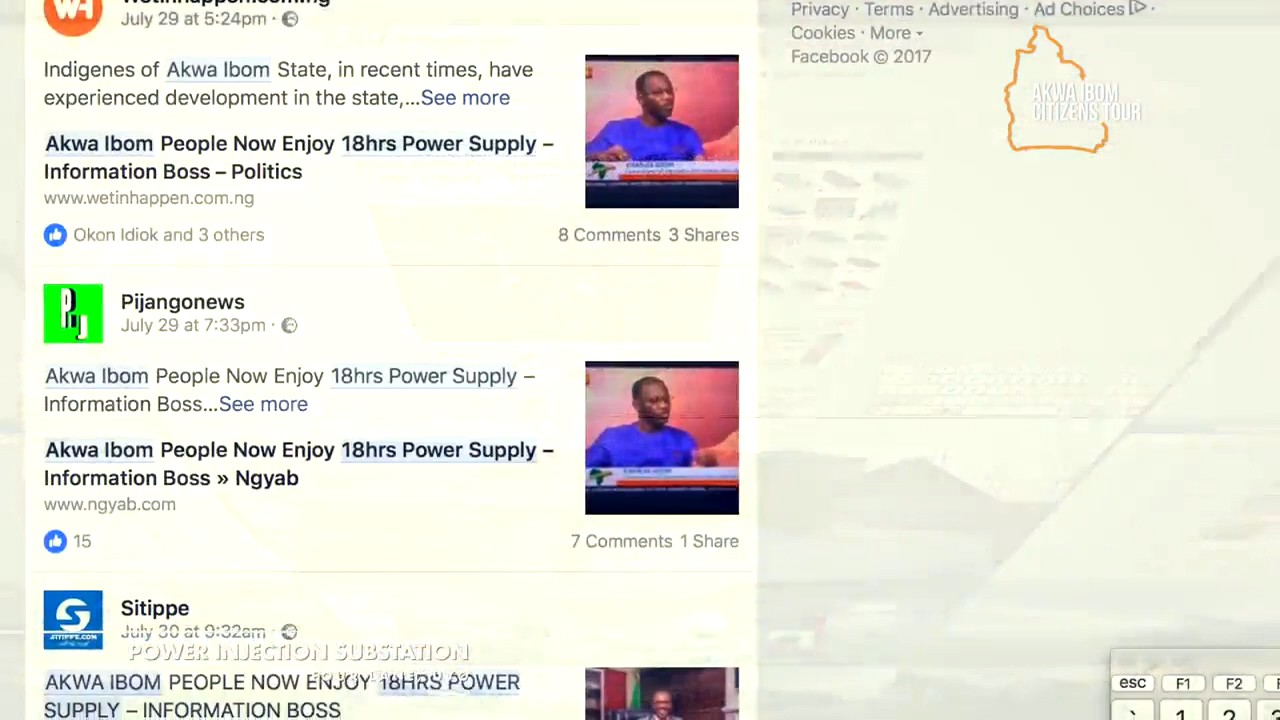 July 29 at 5:24pm ·
Indigenes of Akwa Ibom State, in recent times, have
experienced development in the state,...See more
Akwa Ibom People Now Enjoy 18hrs Power Supply –
Information Boss – Politics
www.wetinhappen.com.ng
Okon Idiok and 3 others
8 Comments 3 Shares
Pijangonews
July 29 at 7:33pm ·
Akwa Ibom People Now Enjoy 18hrs Power Supply –
Information Boss...See more
Akwa Ibom People Now Enjoy 18hrs Power Supply –
Information Boss » Ngyab
www.ngyab.com
15
7 Comments 1 Share
Sitippe
July 30 at 9:32am ·
SITIPPE.COM
POWER INJECTION SUBSTATION
AKWA IBOM PEOPLE NOW ENJOY 18HRS POWER
SUPPLY – INFORMATION BOSS
Privacy · Terms · Advertising · Ad Choices ·
Cookies · More
Facebook © 2017
AKWA IBOM
CITIZENS TOUR
esc F1 F2
1 2